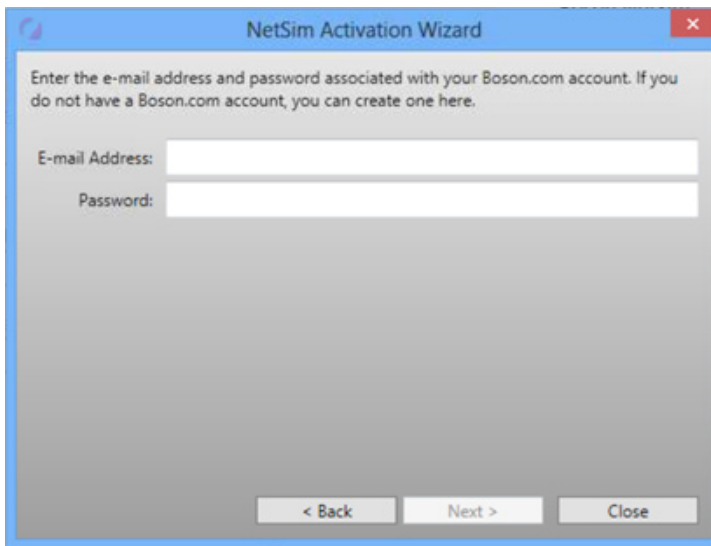 NetSim Activation Wizard
Enter the e-mail address and password associated with your Boson.com account. If you
do not have a Boson.com account, you can create one here.
E-mail Address:
Password:
< Back
Next >
Close